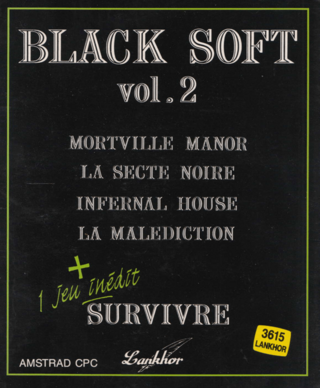 BLACK SOFT
vol. 2
MORTVILLE MANOR
LA SECTE NOIRE
INFERNAL HOUSE
LA MALEDICTION
+
1 jeu inédit
SURVIVRE
3615
LANKHOR
AMSTRAD CPC
Lankhor